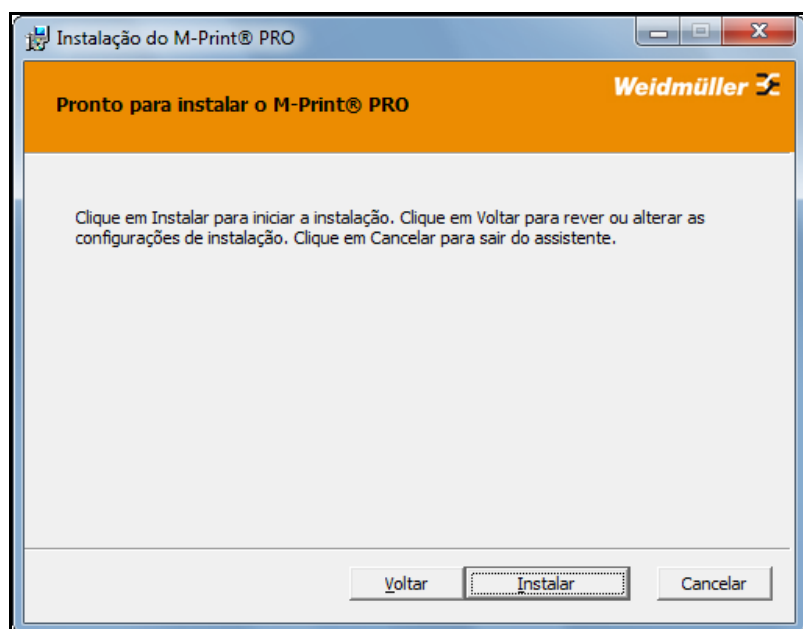 Instalação do M-Print® PRO
Weidmüller
Pronto para instalar o M-Print® PRO
Clique em Instalar para iniciar a instalação. Clique em Voltar para rever ou alterar as
configurações de instalação. Clique em Cancelar para sair do assistente.
Voltar
Instalar
Cancelar